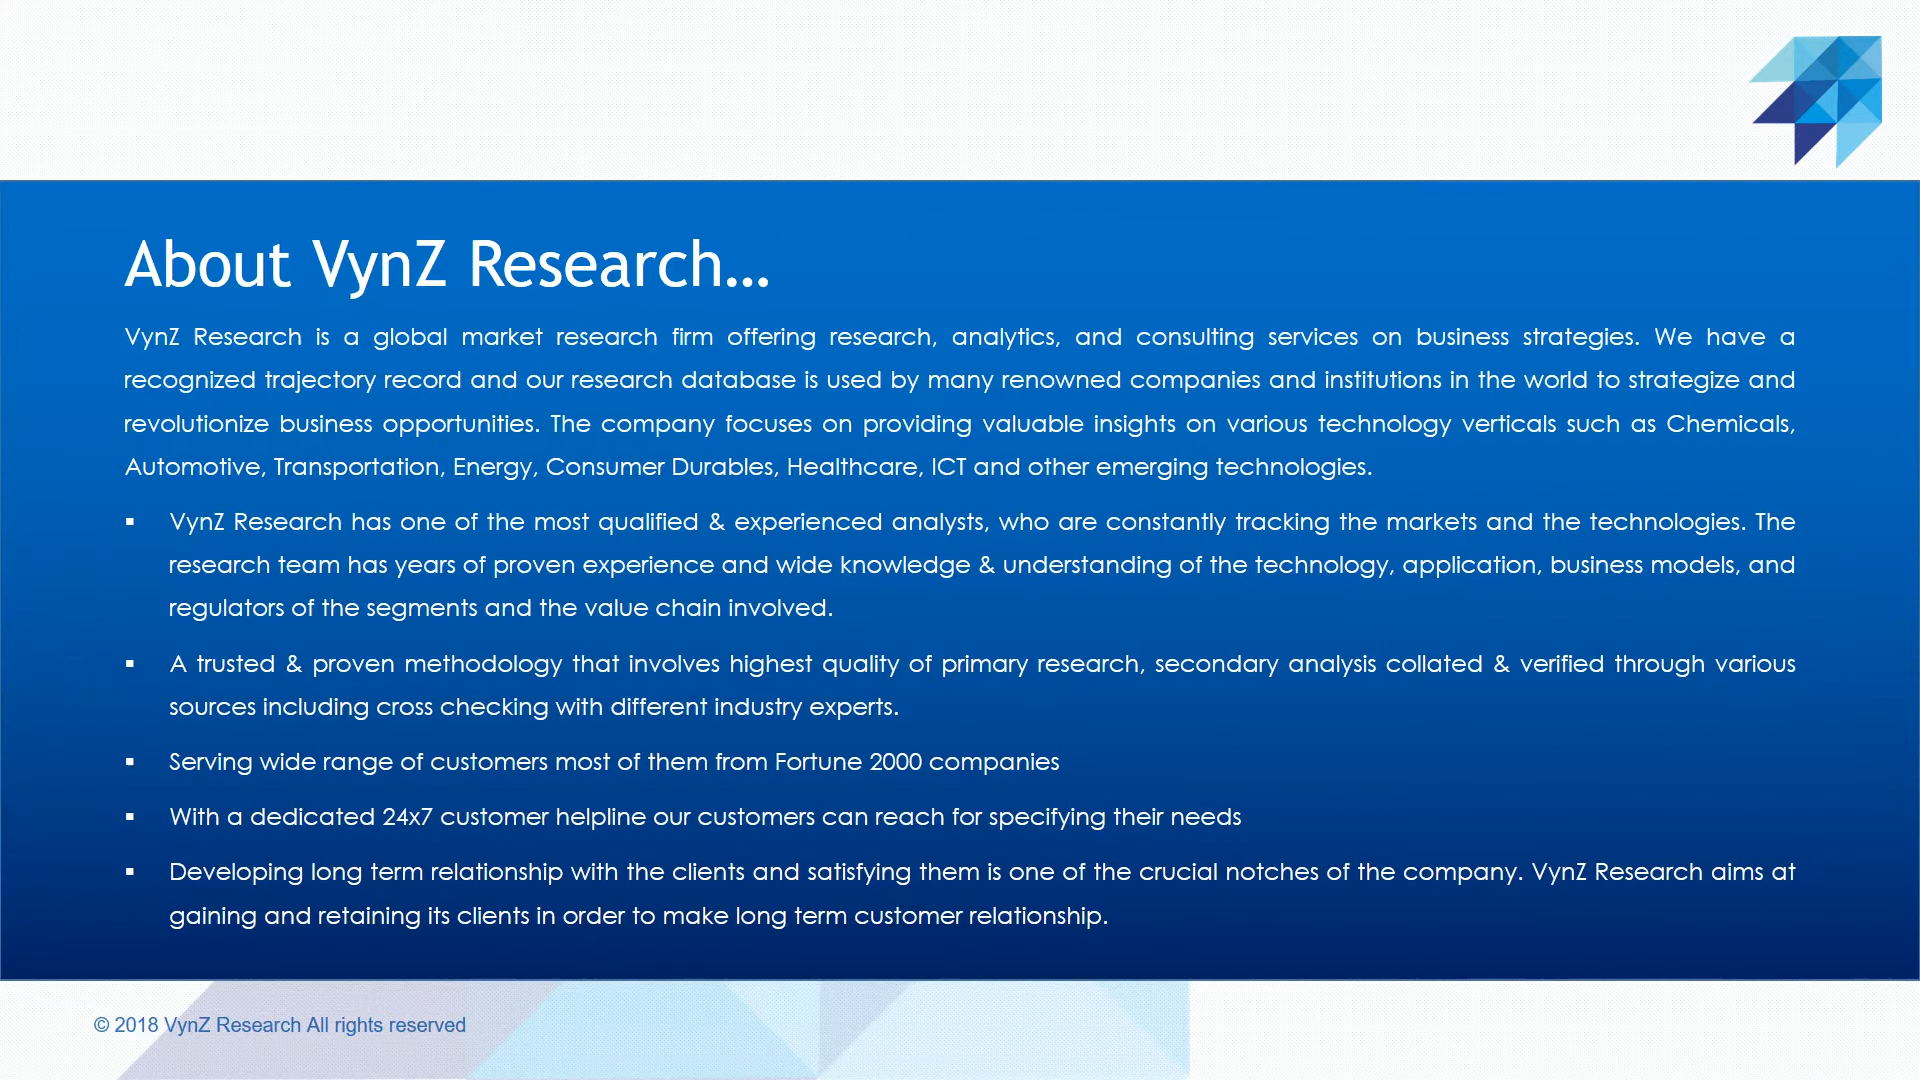 About VynZ Research...
VynZ Research is a global market research firm offering research, analytics, and consulting services on business strategies. We have a
recognized trajectory record and our research database is used by many renowned companies and institutions in the world to strategize and
revolutionize business opportunities. The company focuses on providing valuable insights on various technology verticals such as Chemicals,
Automotive, Transportation, Energy, Consumer Durables, Healthcare, ICT and other emerging technologies.
▪ VynZ Research has one of the most qualified & experienced analysts, who are constantly tracking the markets and the technologies. The
research team has years of proven experience and wide knowledge & understanding of the technology, application, business models, and
regulators of the segments and the value chain involved.
▪ A trusted & proven methodology that involves highest quality of primary research, secondary analysis collated & verified through various
sources including cross checking with different industry experts.
▪ Serving wide range of customers most of them from Fortune 2000 companies
▪ With a dedicated 24x7 customer helpline our customers can reach for specifying their needs
▪ Developing long term relationship with the clients and satisfying them is one of the crucial notches of the company. VynZ Research aims at
gaining and retaining its clients in order to make long term customer relationship.
© 2018 VynZ Research All rights reserved